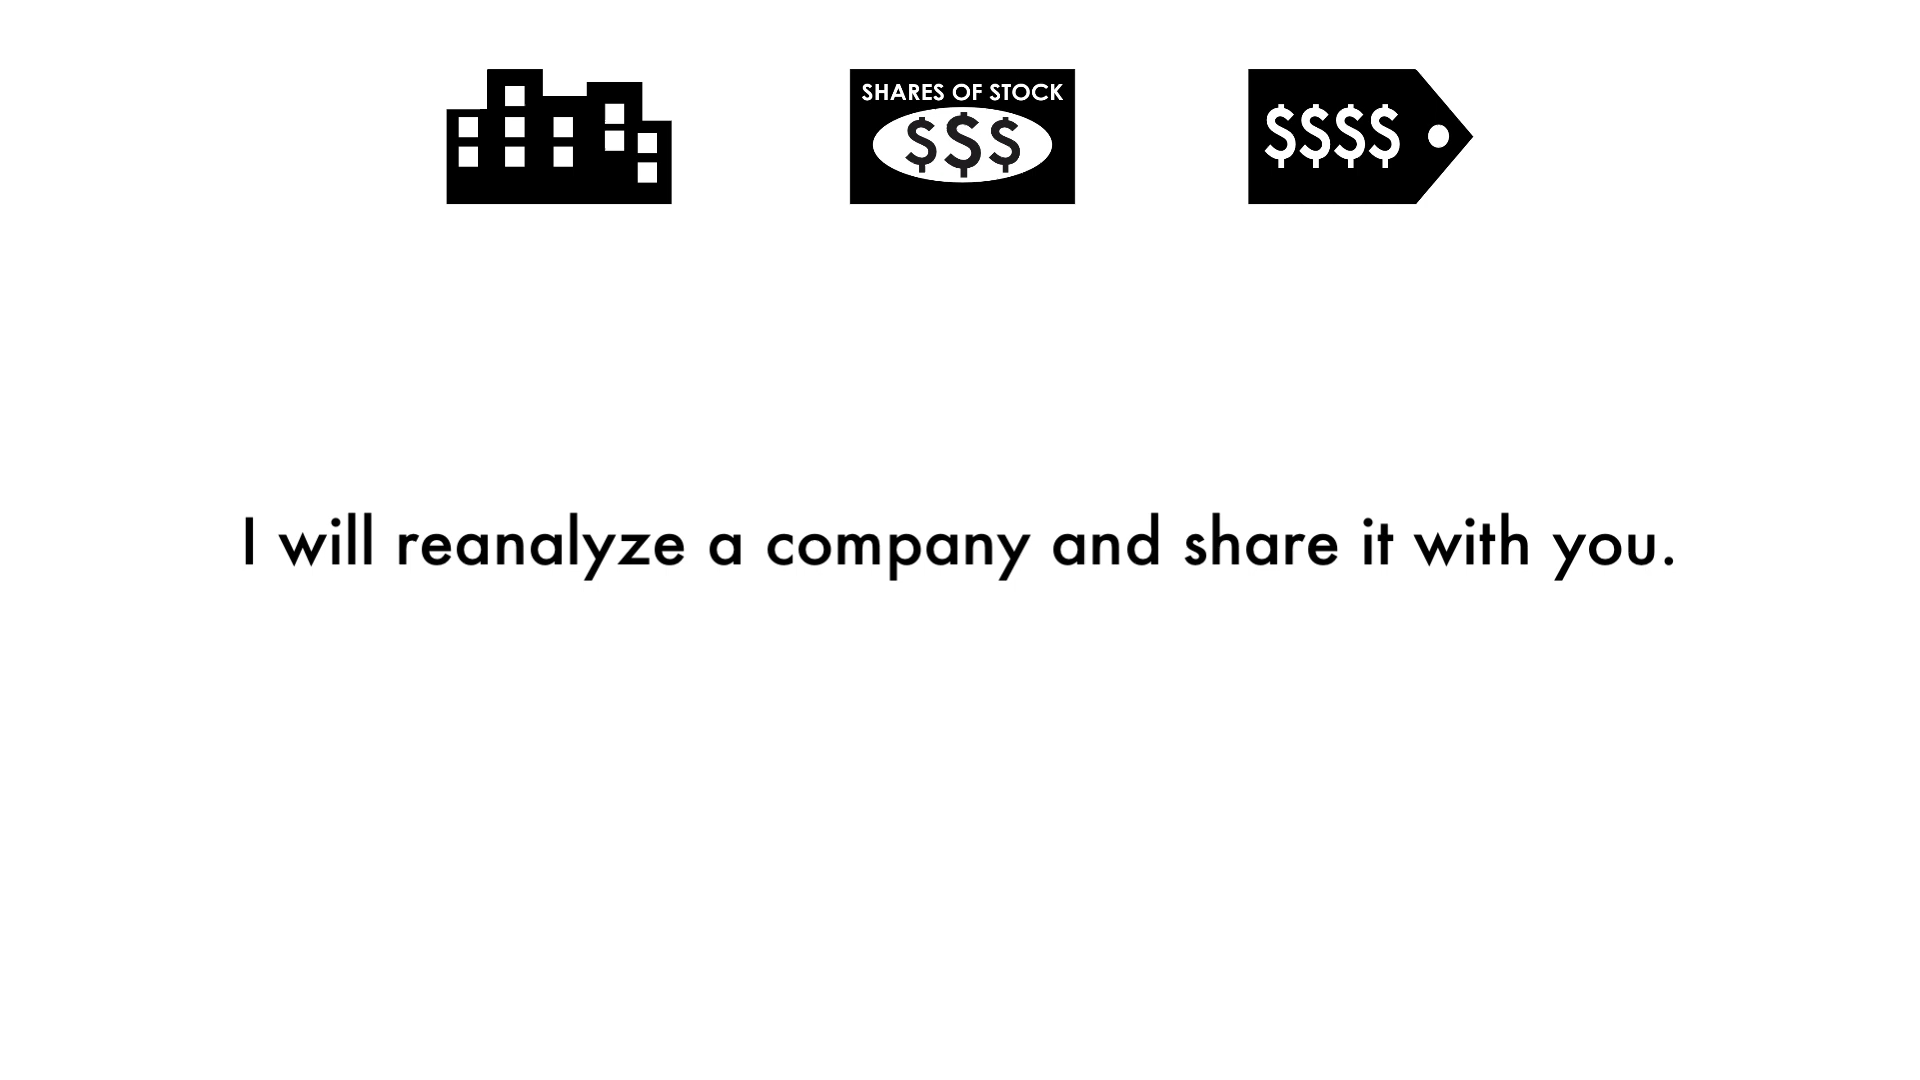 SHARES OF STOCK
$$$
$$$$
I will reanalyze a company and share it with you.